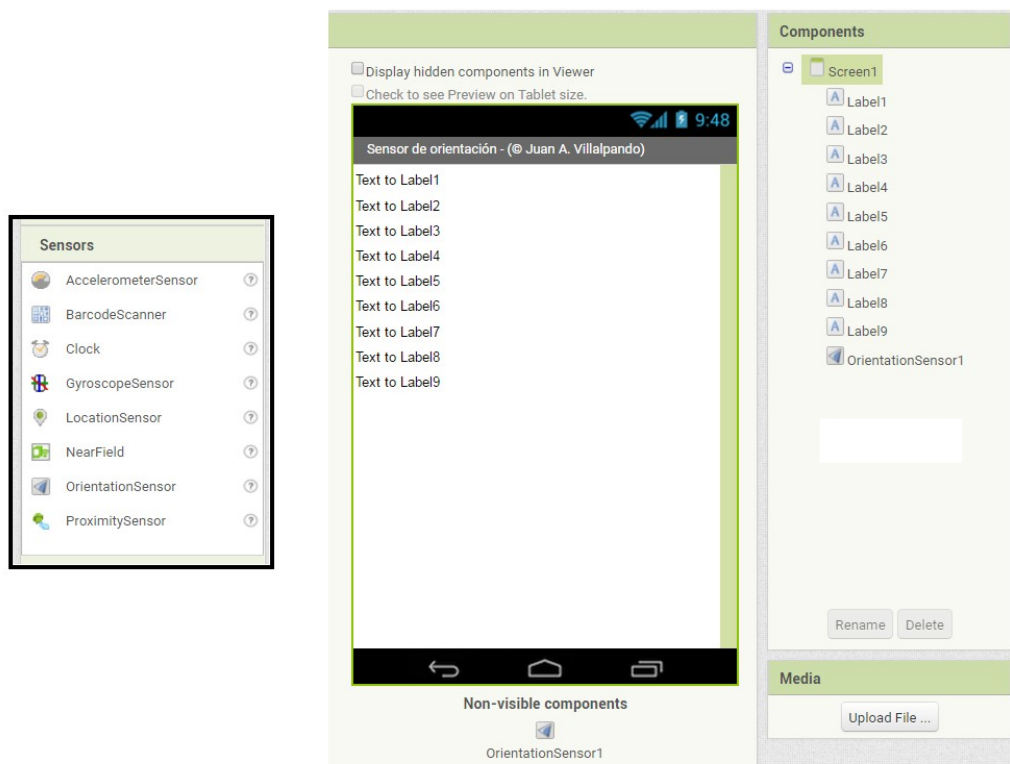 Sensors
AccelerometerSensor ?
BarcodeScanner ?
Clock ?
GyroscopeSensor ?
LocationSensor ?
NearField ?
OrientationSensor ?
ProximitySensor ?
Display hidden components in Viewer
Check to see Preview on Tablet size.
9:48
Sensor de orientación - (© Juan A. Villalpando)
Text to Label1
Text to Label2
Text to Label3
Text to Label4
Text to Label5
Text to Label6
Text to Label7
Text to Label8
Text to Label9
Non-visible components
OrientationSensor1
Components
Screen1
A Label1
A Label2
A Label3
A Label4
A Label5
A Label6
A Label7
A Label8
A Label9
OrientationSensor1
Rename Delete
Media
Upload File ...